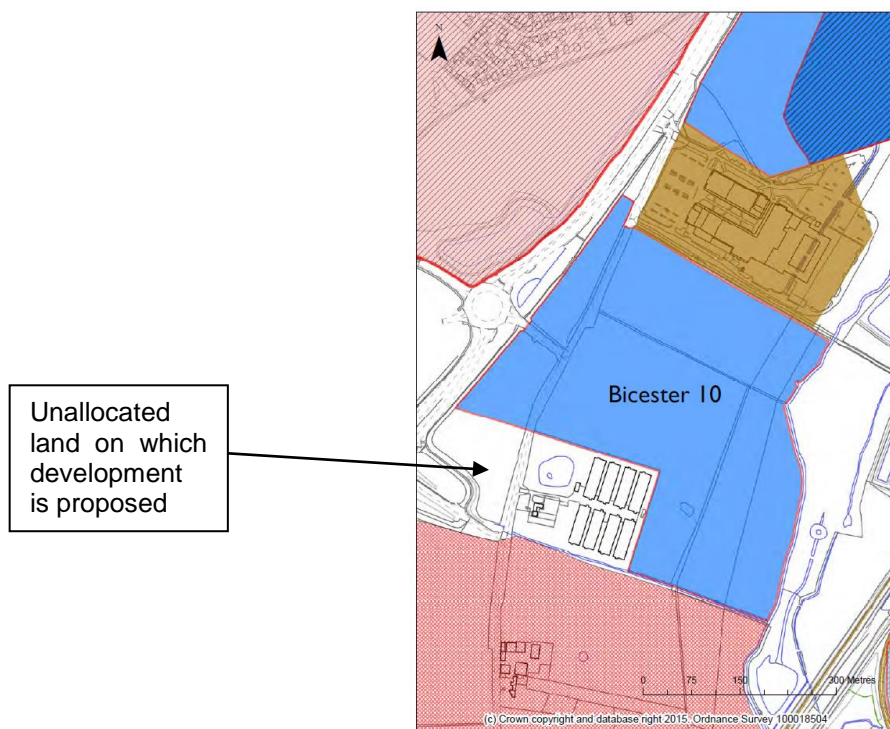 N
Bicester 10
Unallocated
land on which
development
is proposed
0 75 150 300 Metres
(c) Crown copyright and database right 2015. Ordnance Survey 100018504